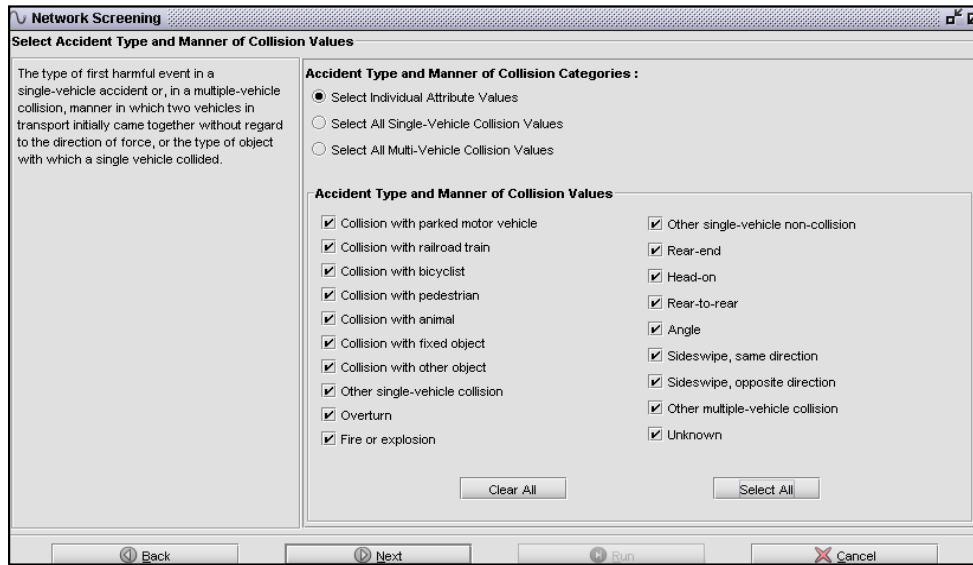 Network Screening
Select Accident Type and Manner of Collision Values
The type of first harmful event in a
single-vehicle accident or, in a multiple-vehicle
collision, manner in which two vehicles in
transport initially came together without regard
to the direction of force, or the type of object
with which a single vehicle collided.
Accident Type and Manner of Collision Categories :
Select Individual Attribute Values
Select All Single-Vehicle Collision Values
Select All Multi-Vehicle Collision Values
Accident Type and Manner of Collision Values
Collision with parked motor vehicle
Collision with railroad train
Collision with bicyclist
Collision with pedestrian
Collision with animal
Collision with fixed object
Collision with other object
Other single-vehicle collision
Overturn
Fire or explosion
Other single-vehicle non-collision
Rear-end
Head-on
Rear-to-rear
Angle
Sideswipe, same direction
Sideswipe, opposite direction
Other multiple-vehicle collision
Unknown
Clear All
Select All
Back
Next
Run
Cancel